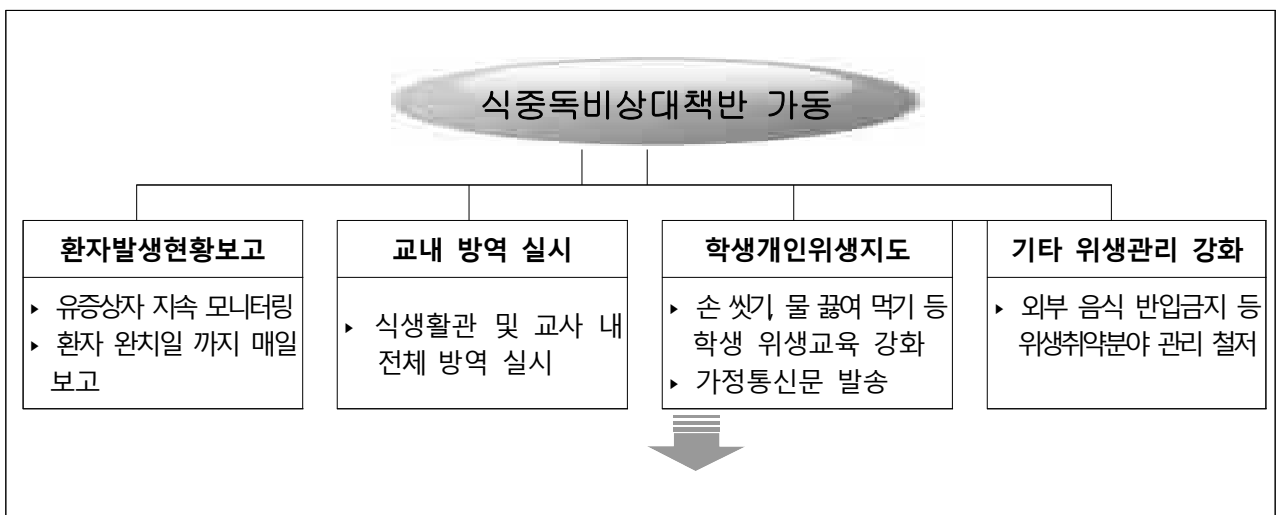 식중독비상대책반 가동
환자발생현황보고
▸ 유증상자 지속 모니터링
▸ 환자 완치일 까지 매일
보고
교내 방역 실시
▸ 식생활관 및 교사 내
전체 방역 실시
학생개인위생지도
▸ 손 씻기, 물 끓여 먹기 등
학생 위생교육 강화
▸ 가정통신문 발송
기타 위생관리 강화
▸ 외부 음식 반입금지 등
위생취약분야 관리 철저